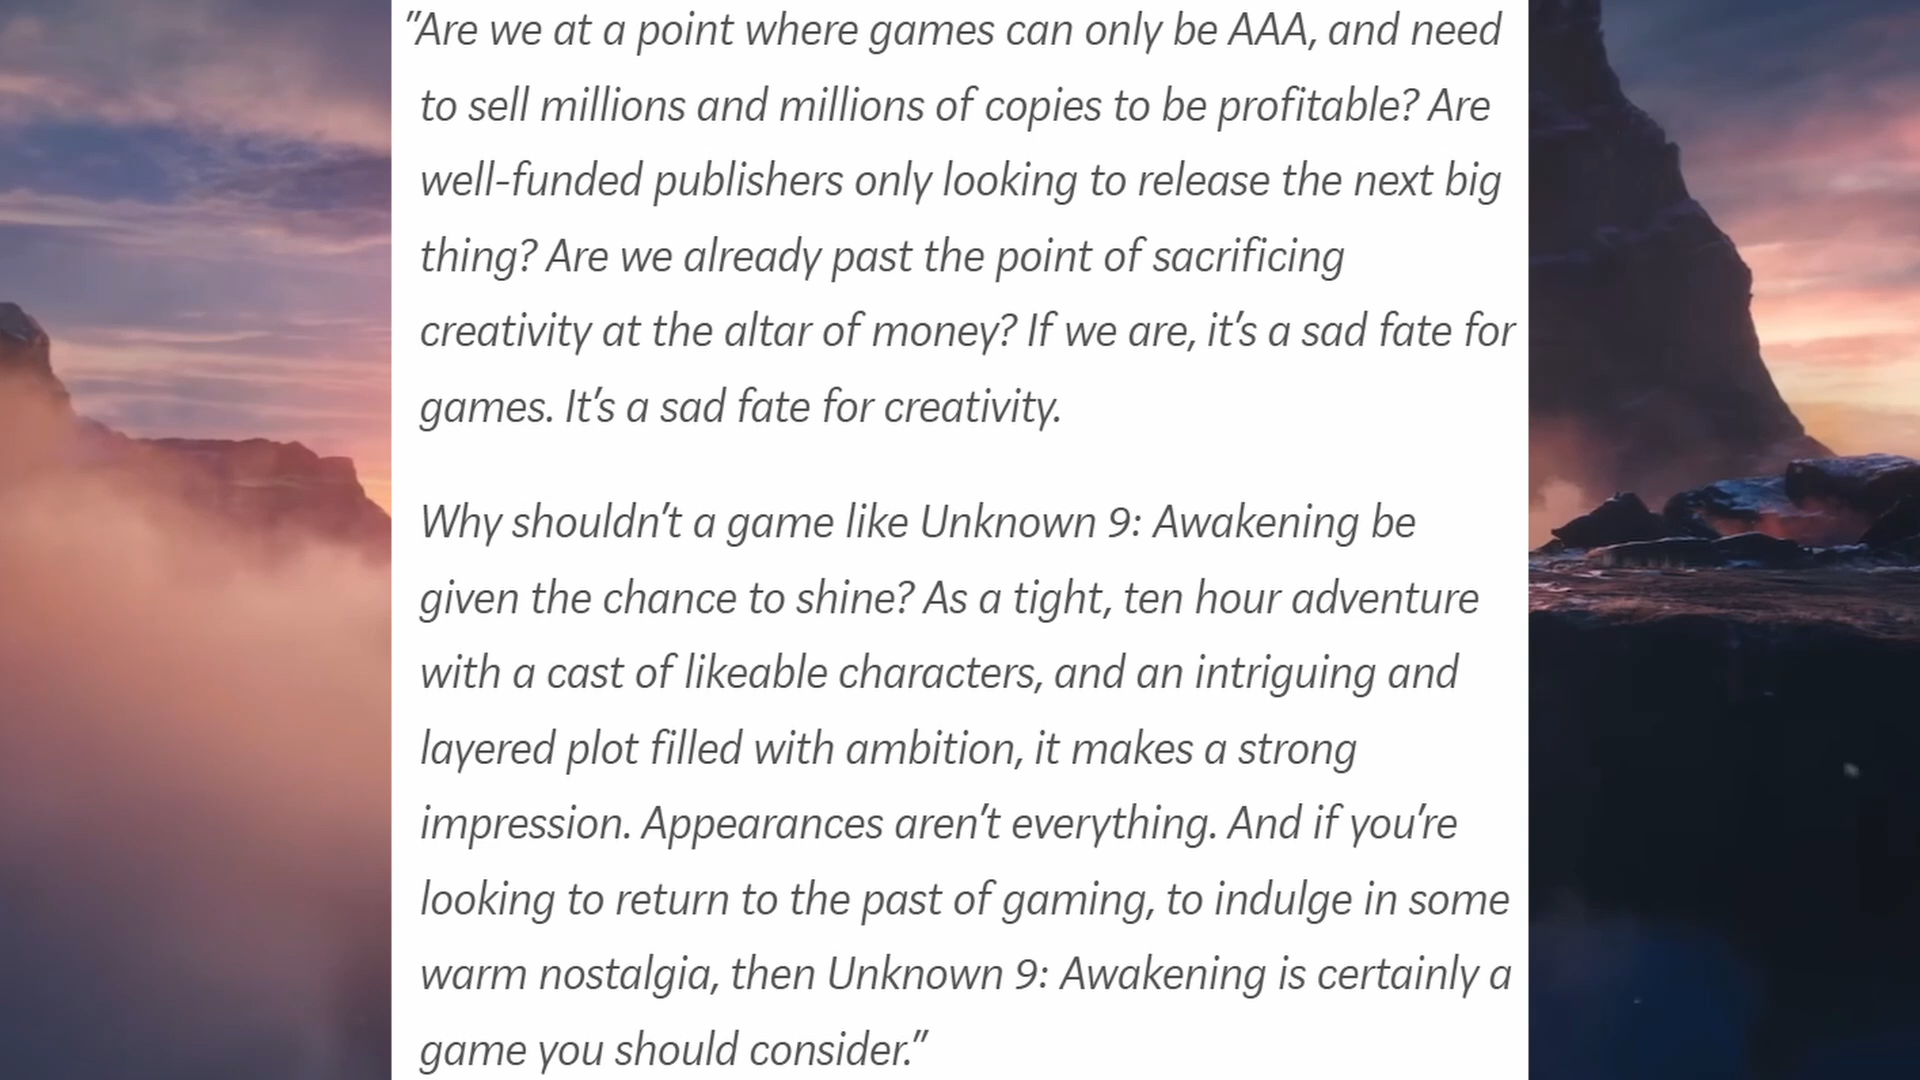 "Are we at a point where games can only be AAA, and need
to sell millions and millions of copies to be profitable? Are
well-funded publishers only looking to release the next big
thing? Are we already past the point of sacrificing
creativity at the altar of money? If we are, it's a sad fate for
games. It's a sad fate for creativity.
Why shouldn't a game like Unknown 9: Awakening be
given the chance to shine? As a tight, ten hour adventure
with a cast of likeable characters, and an intriguing and
layered plot filled with ambition, it makes a strong
impression. Appearances aren't everything. And if you're
looking to return to the past of gaming, to indulge in some
warm nostalgia, then Unknown 9: Awakening is certainly a
game you should consider."